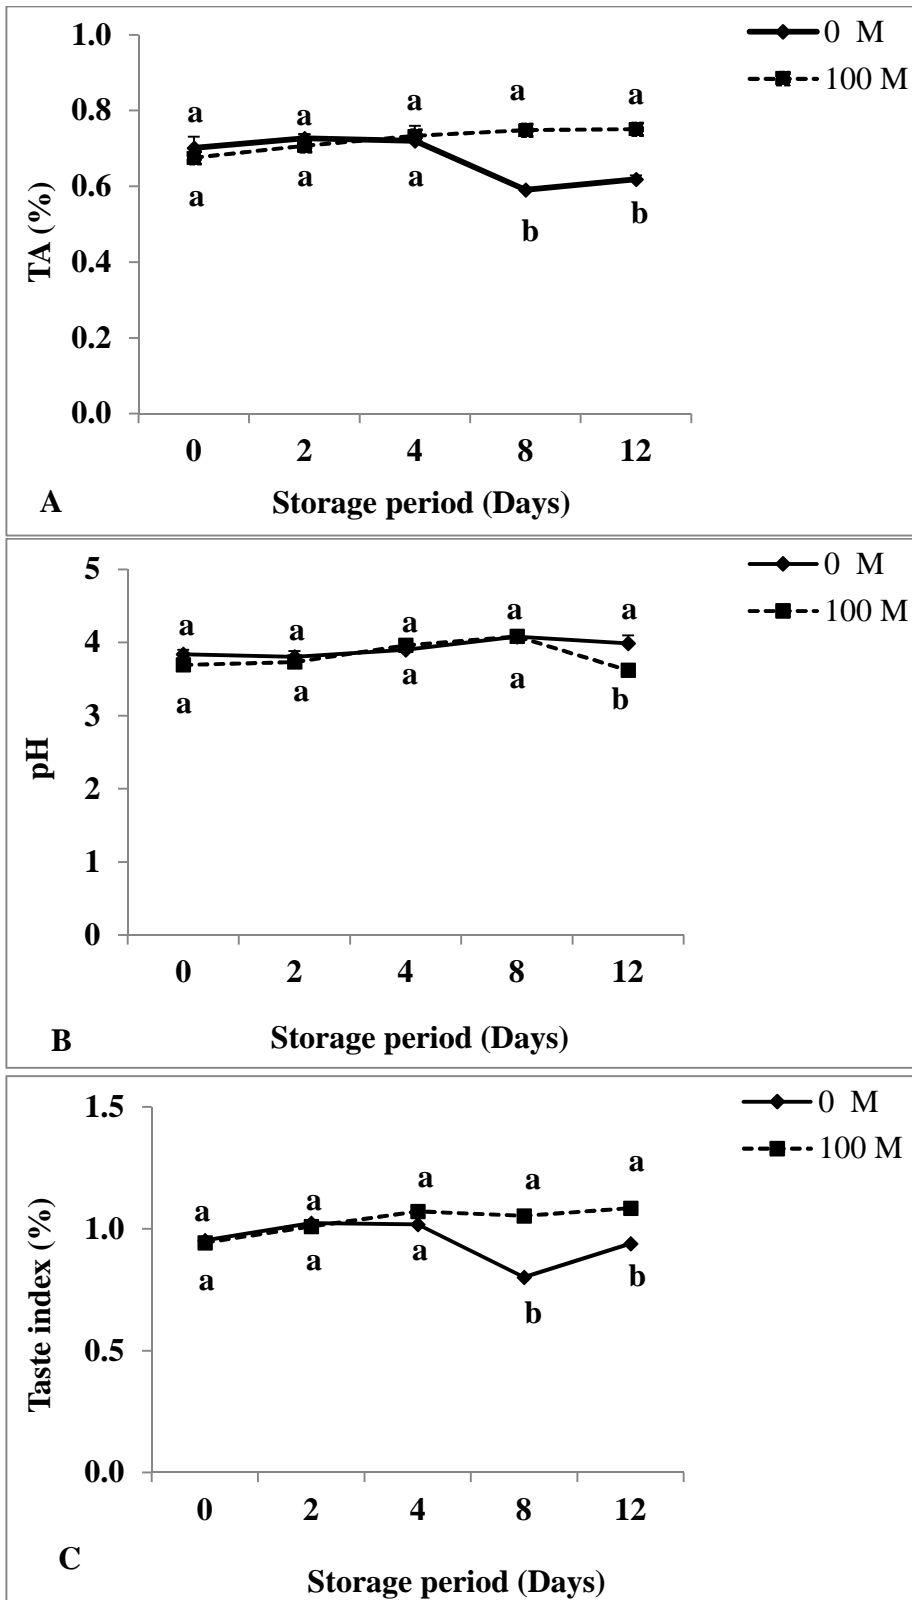 1.0
0.8
0.6
0.4
0.2
0.0
TA (%)
a a a a a
a a a b b
0 2 4 8 12
Storage period (Days)
A
0 M
100 M
5
4
3
2
1
0
pH
a a a a a
a a a a b
0 2 4 8 12
Storage period (Days)
B
0 M
100 M
1.5
1.0
0.5
0.0
Taste index (%)
a a a a a
a a a b b
0 2 4 8 12
Storage period (Days)
C
0 M
100 M